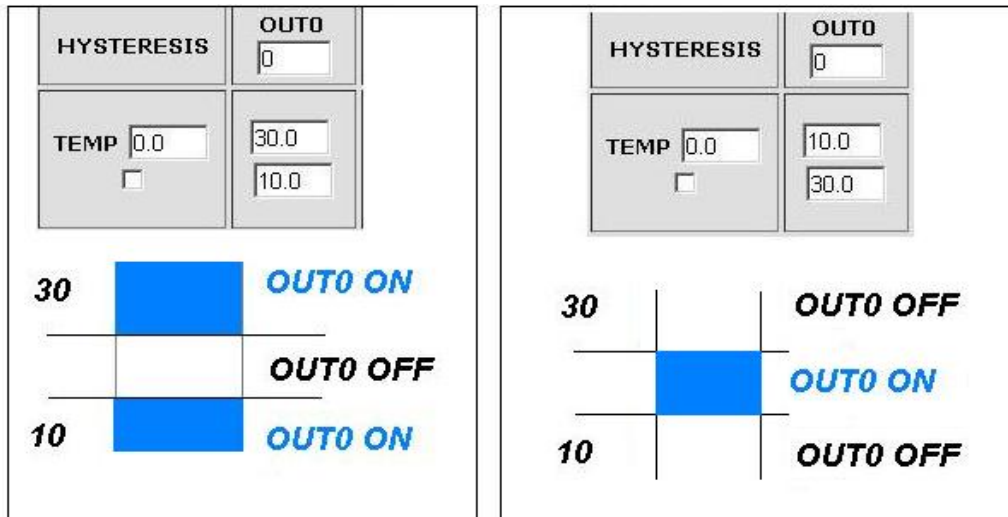 HYSTERESIS
OUT0
0
TEMP 0.0
30.0
10.0
30
OUT0 ON
OUT0 OFF
10
OUT0 ON
HYSTERESIS
OUT0
0
TEMP 0.0
10.0
30.0
30
OUT0 OFF
OUT0 ON
10
OUT0 OFF